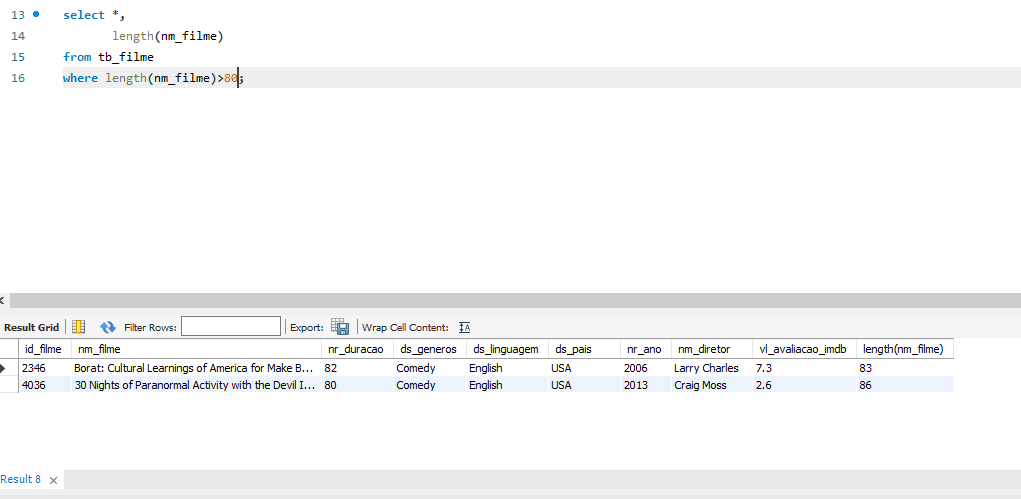 13 select *,
14 length(nm_filme)
15 from tb_filme
16 where length(nm_filme)>80;
Result Grid Filter Rows: Export: Wrap Cell Content: IA
id_filme nm_filme nr_duracao ds_generos ds_linguagem ds_pais nr_ano nm_diretor vl_avaliacao_imdb length(nm_filme)
2346 Borat: Cultural Learnings of America for Make B... 82 Comedy English USA 2006 Larry Charles 7.3 83
4036 30 Nights of Paranormal Activity with the Devil I... 80 Comedy English USA 2013 Craig Moss 2.6 86
Result 8